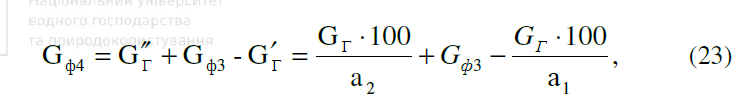 Національний університет
водного господарства
та природокористування
G_ф4 = G″_Г + G_ф3 - G′_Г = (G_Г · 100)/a_2 + G_ф3 − (G_Г · 100)/a_1 , (23)